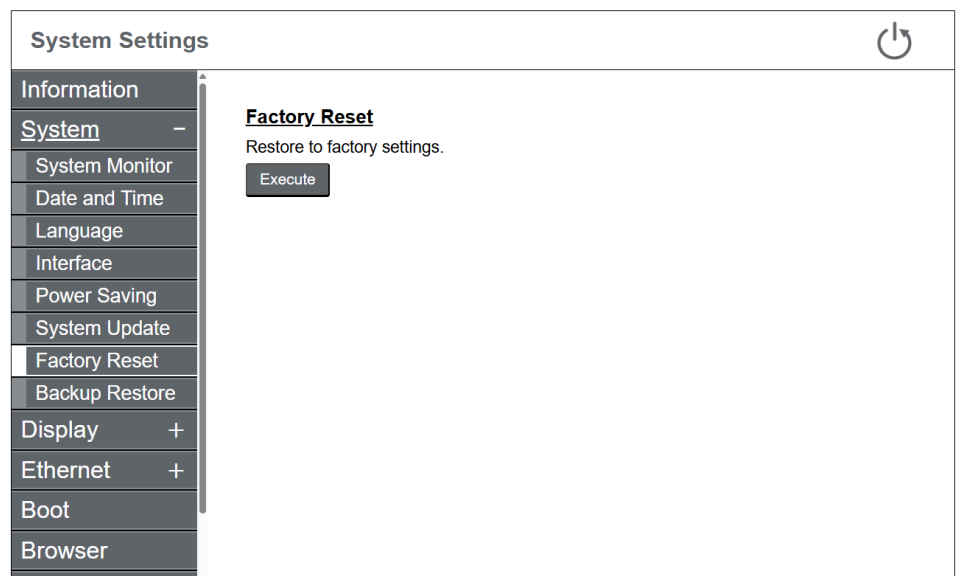 System Settings
Information
System −
System Monitor
Date and Time
Language
Interface
Power Saving
System Update
Factory Reset
Backup Restore
Display +
Ethernet +
Boot
Browser
Factory Reset
Restore to factory settings.
Execute